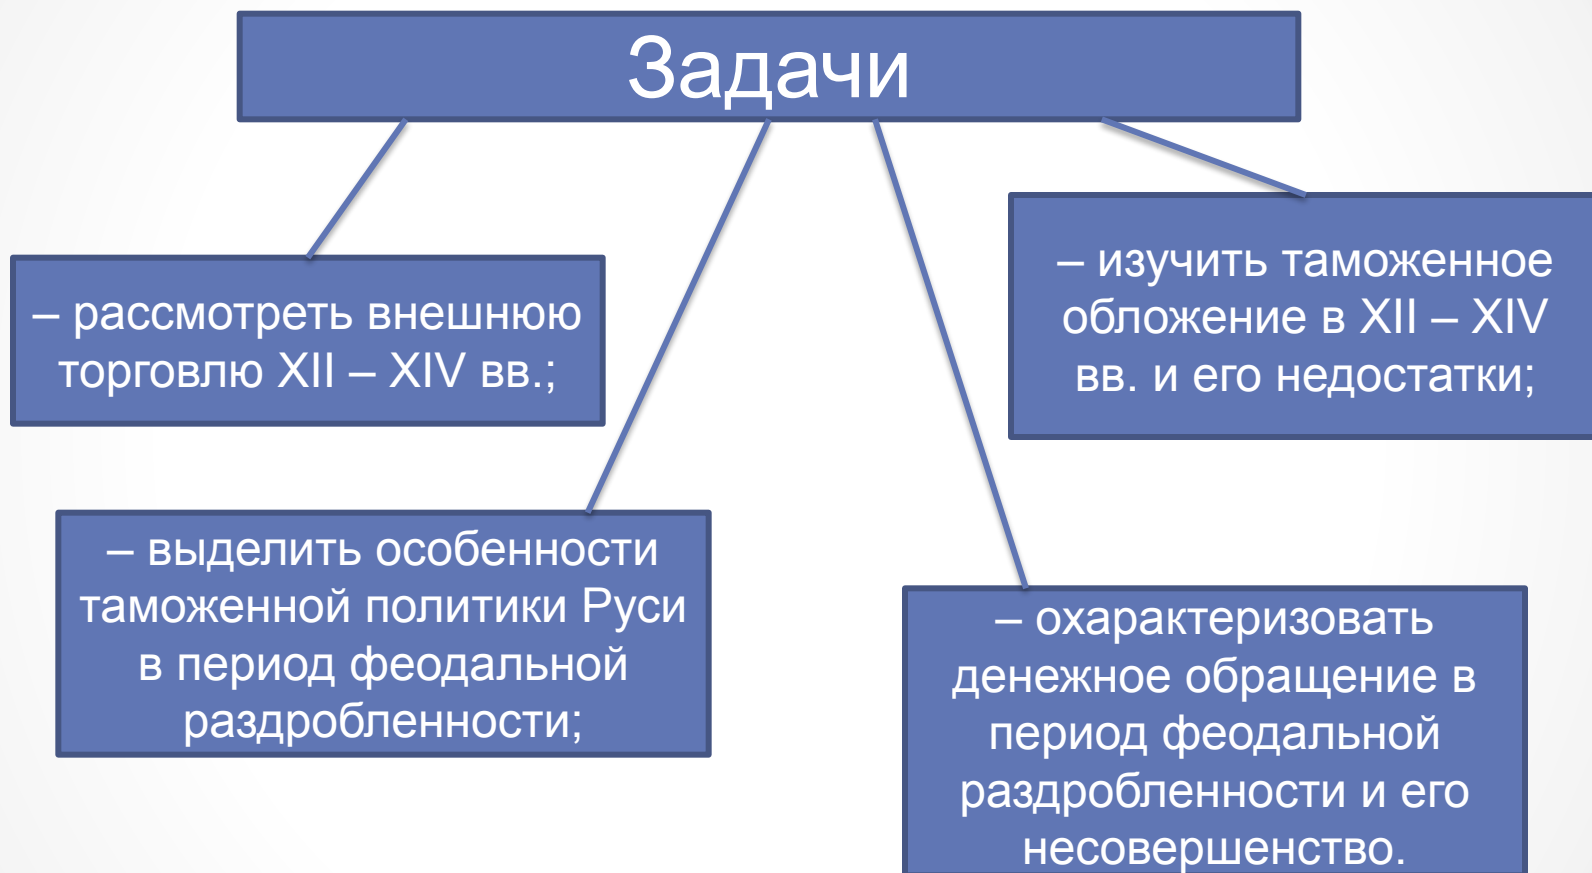 Задачи
– рассмотреть внешнюю
торговлю XII – XIV вв.;
– выделить особенности
таможенной политики Руси
в период феодальной
раздробленности;
– охарактеризовать
денежное обращение в
период феодальной
раздробленности и его
несовершенство.
– изучить таможенное
обложение в XII – XIV
вв. и его недостатки;